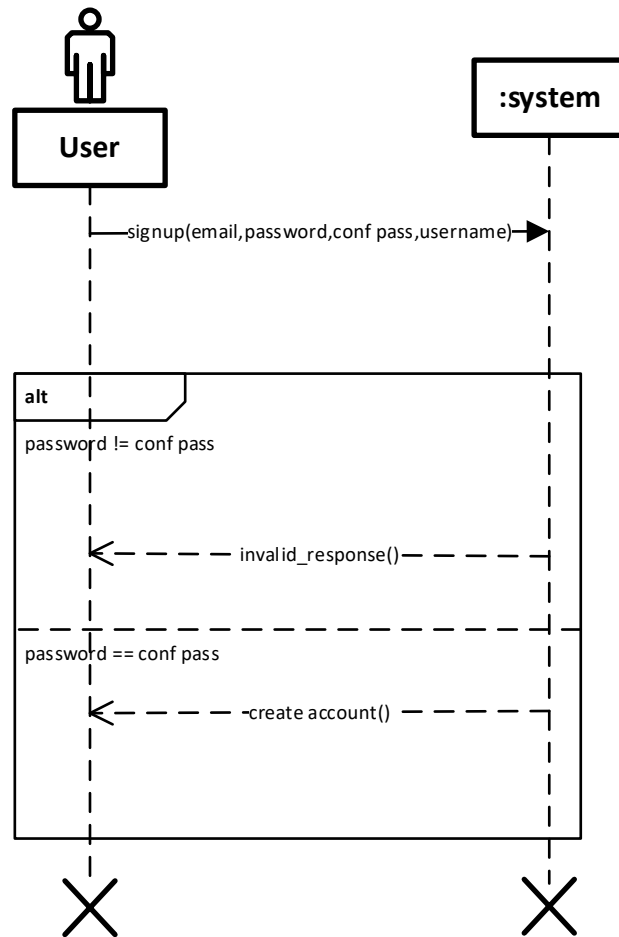 User
:system
signup(email,password,conf pass,username)
alt
password != conf pass
invalid_response()
password == conf pass
create account()